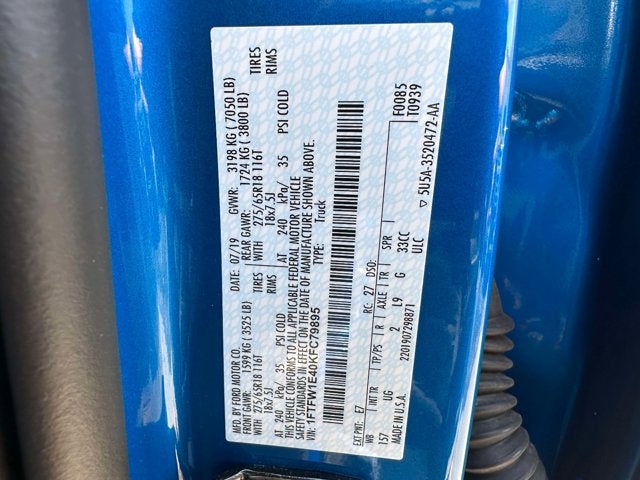 MFD. BY FORD MOTOR CO. DATE: 07/19 GVWR: 3198 KG ( 7050 LB)
FRONT GAWR: 1599 KG ( 3525 LB) REAR GAWR: 1724 KG ( 3800 LB)
WITH 275/65R18 116T TIRES WITH 275/65R18 116T TIRES
18x7.5J RIMS 18x7.5J RIMS
AT 240 kPa/ 35 PSI COLD AT 240 kPa/ 35 PSI COLD
THIS VEHICLE CONFORMS TO ALL APPLICABLE FEDERAL MOTOR VEHICLE
SAFETY STANDARDS IN EFFECT ON THE DATE OF MANUFACTURE SHOWN ABOVE.
VIN: 1FTFW1E40KFC79895 Truck
F0085
T0939
EXT PNT: E7 RC: 27 DSO:
WB INT TR TP/PS R AXLE TR SPR
157 UG 2 L9 G 33CC
ULC
MADE IN U.S.A. 2201907298871 ▽ 5U5A-3520472-AA